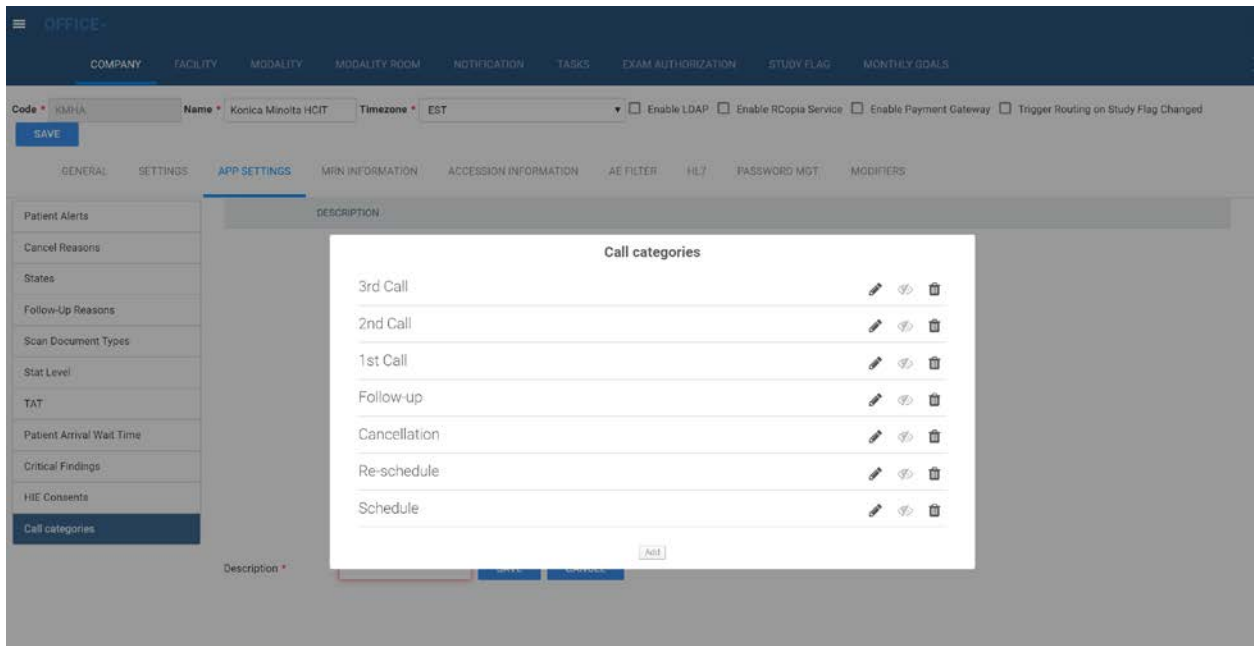 OFFICE-
COMPANY FACILITY MODALITY MODALITY ROOM NOTIFICATION TASKS EXAM AUTHORIZATION STUDY FLAG MONTHLY GOALS
Code * KMHA Name * Konica Minolta HCIT Timezone * EST Enable LDAP Enable RCopia Service Enable Payment Gateway Trigger Routing on Study Flag Changed
SAVE
GENERAL SETTINGS APP SETTINGS MRN INFORMATION ACCESSION INFORMATION AE FILTER HL7 PASSWORD MGT MODIFIERS
Patient Alerts
Cancel Reasons
States
Follow-Up Reasons
Scan Document Types
Stat Level
TAT
Patient Arrival Wait Time
Critical Findings
HIE Consents
Call categories
DESCRIPTION
Call categories
3rd Call
2nd Call
1st Call
Follow-up
Cancellation
Re-schedule
Schedule
Add
Description * SAVE CANCEL